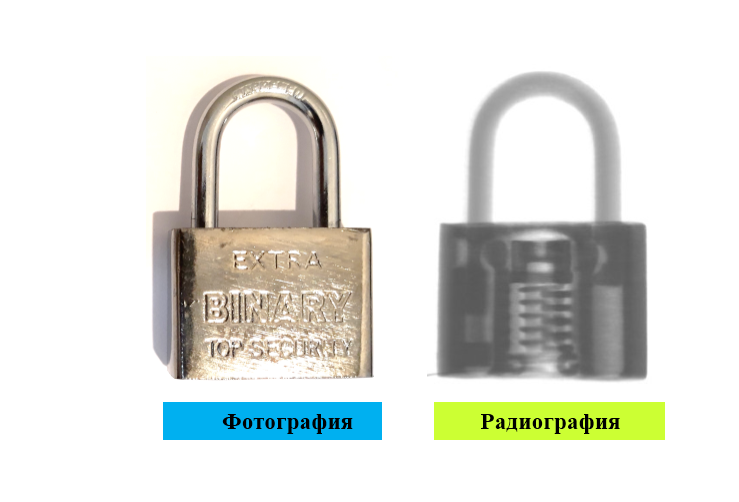 EXTRA
BINARY
TOP SECURITY
Фотография
Радиография